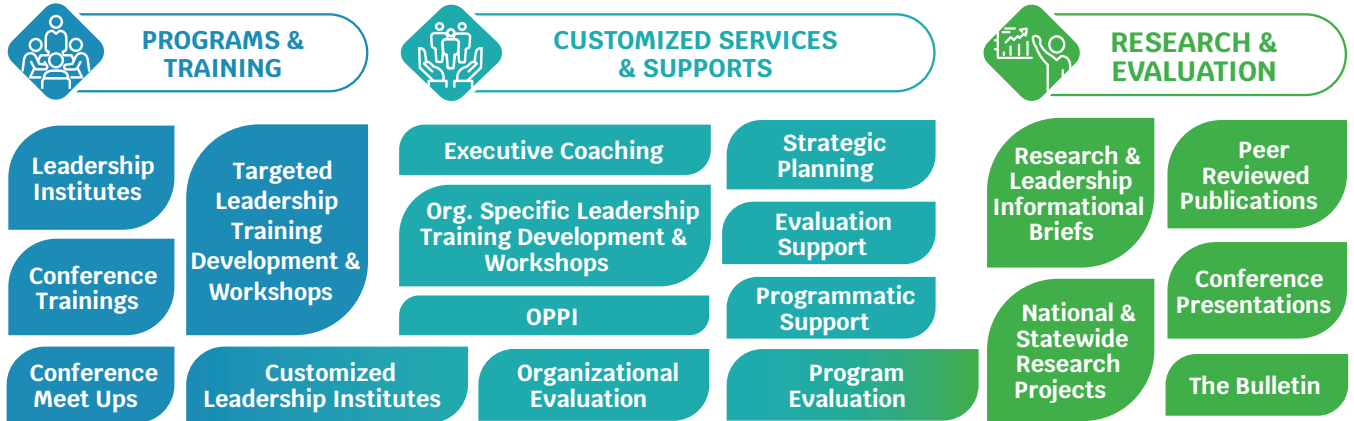 PROGRAMS &
TRAINING
Leadership
Institutes
Targeted
Leadership
Training
Development &
Workshops
Conference
Trainings
Conference
Meet Ups
Customized
Leadership Institutes
CUSTOMIZED SERVICES
& SUPPORTS
Executive Coaching
Strategic
Planning
Org. Specific Leadership
Training Development &
Workshops
Evaluation
Support
OPPI
Programmatic
Support
Organizational
Evaluation
Program
Evaluation
RESEARCH &
EVALUATION
Research &
Leadership
Informational
Briefs
Peer
Reviewed
Publications
National &
Statewide
Research
Projects
Conference
Presentations
The Bulletin